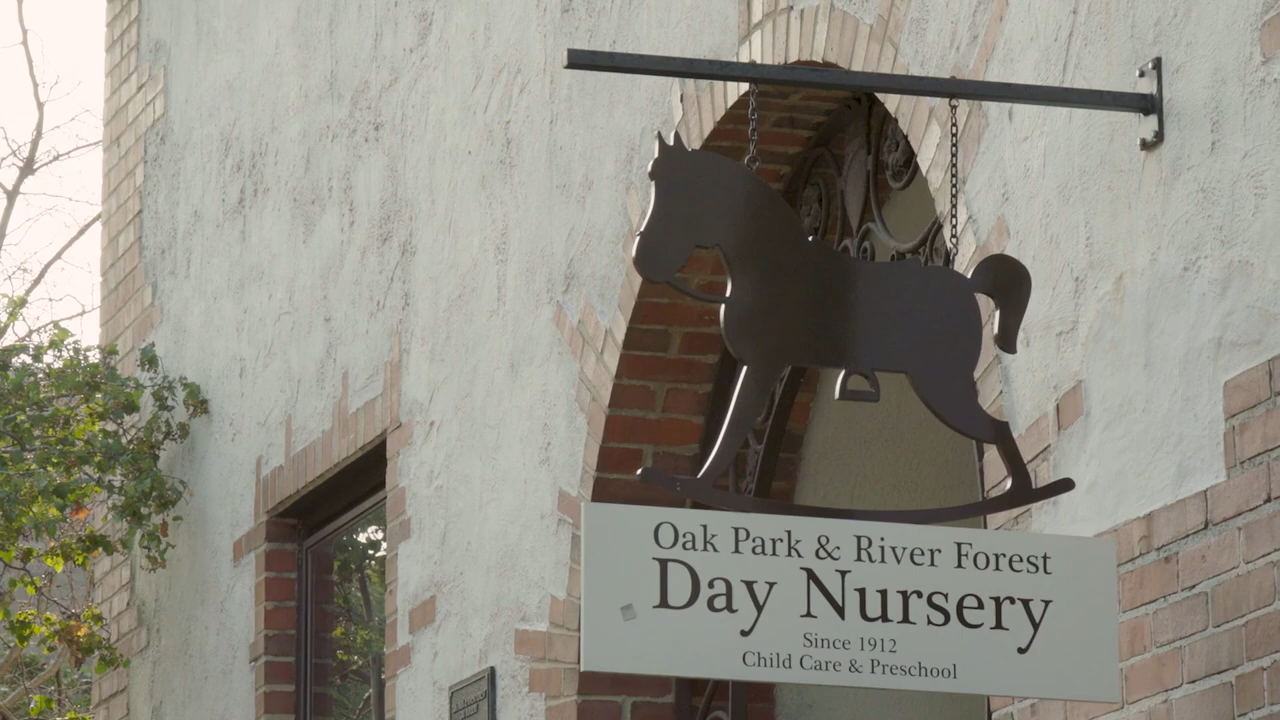 Oak Park & River Forest
Day Nursery
Since 1912
Child Care & Preschool